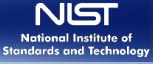 NIST
National Institute of
Standards and Technology